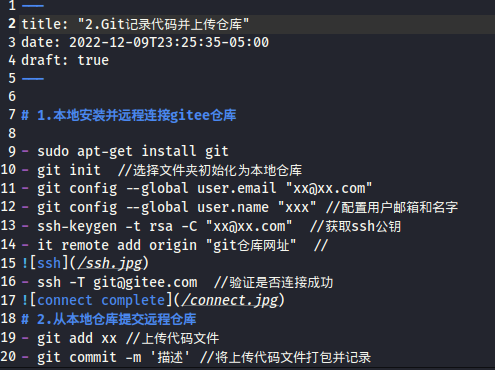 1 ---
2 title: "2.Git记录代码并上传仓库"
3 date: 2022-12-09T23:25:35-05:00
4 draft: true
5 ---
6
7 # 1.本地安装并远程连接gitee仓库
8
9 - sudo apt-get install git
10 - git init  //选择文件夹初始化为本地仓库
11 - git config --global user.email "xx@xx.com"
12 - git config --global user.name "xxx" //配置用户邮箱和名字
13 - ssh-keygen -t rsa -C "xx@xx.com"  //获取ssh公钥
14 - it remote add origin "git仓库网址"  //
15 ![ssh](/ssh.jpg)
16 - ssh -T git@gitee.com  //验证是否连接成功
17 ![connect complete](/connect.jpg)
18 # 2.从本地仓库提交远程仓库
19 - git add xx //上传代码文件
20 - git commit -m '描述' //将上传代码文件打包并记录